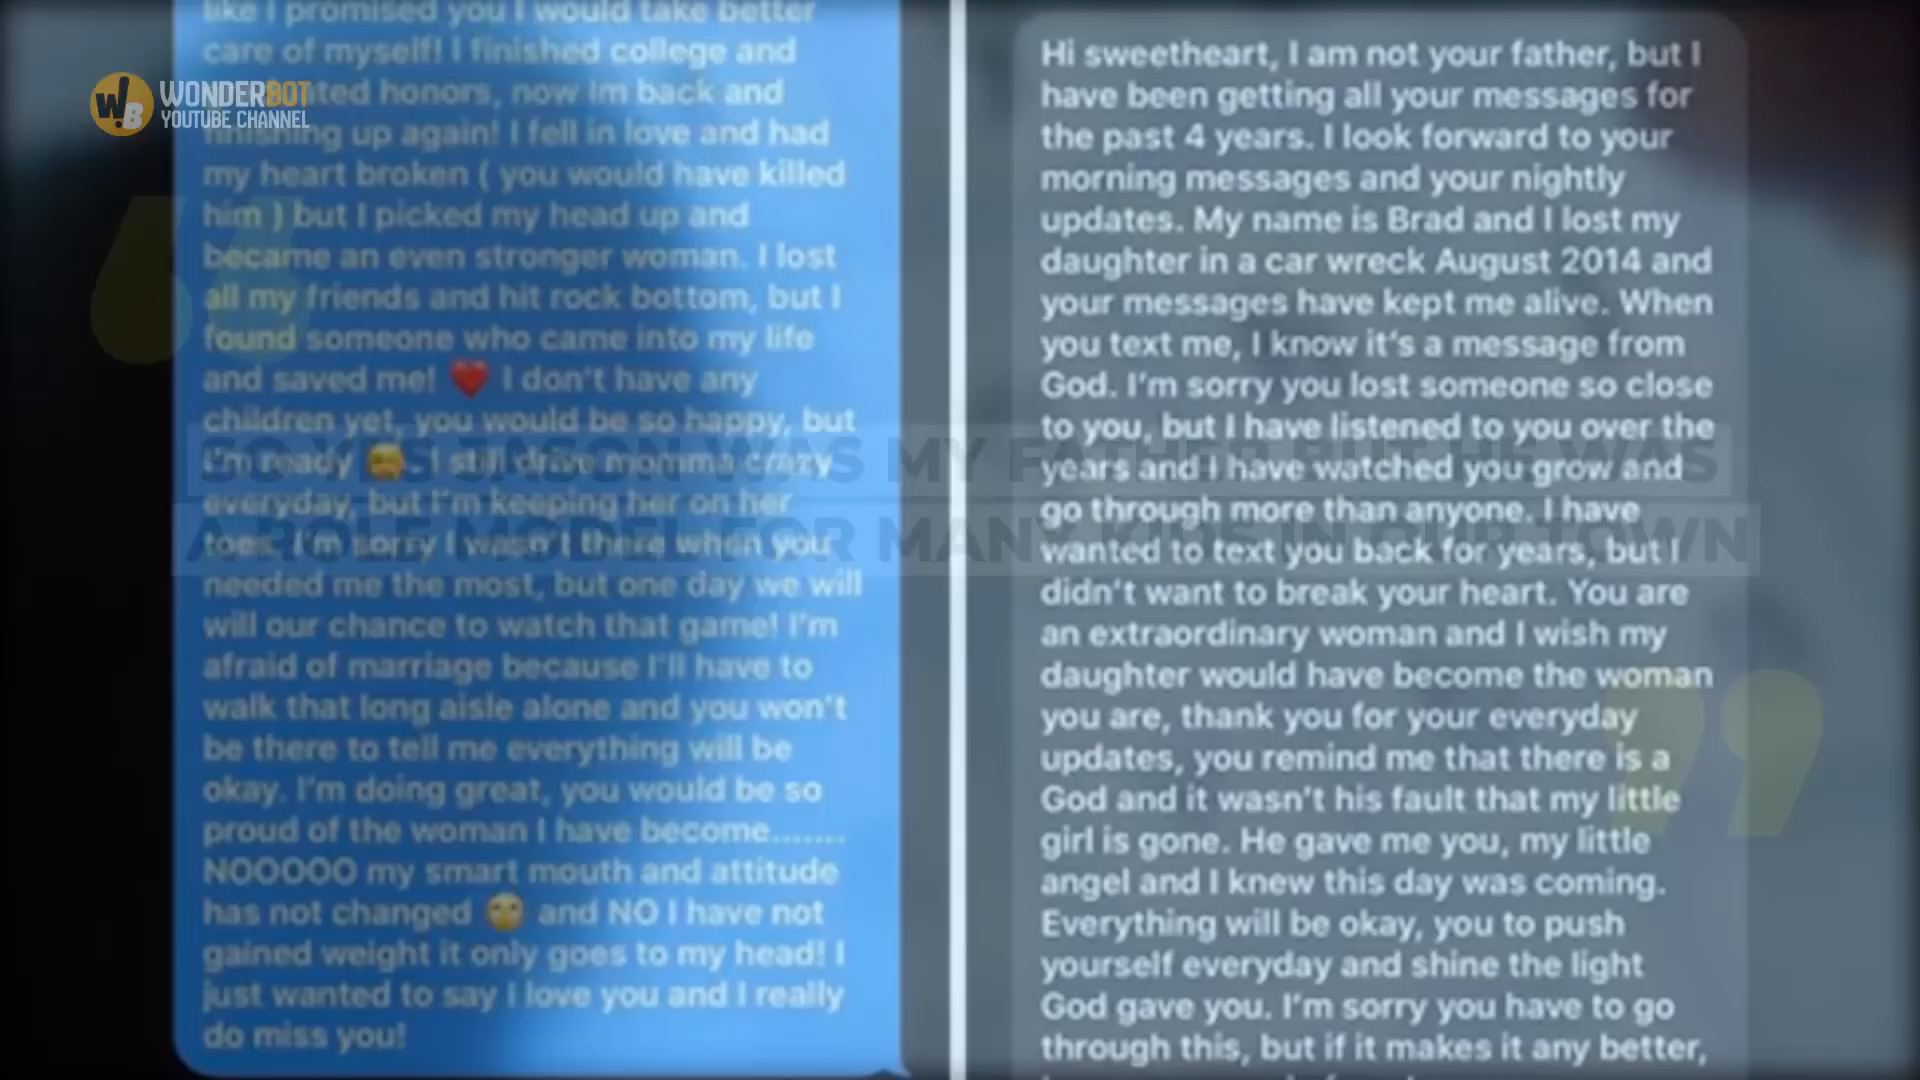 like I promised you I would take better
care of myself! I finished college and
honors, now im back and
up again! I fell in love and had
my heart broken ( you would have killed
him ) but I picked my head up and
became an even stronger woman. I lost
all my friends and hit rock bottom, but I
found someone who came into my life
and saved me! ❤️ I don't have any
children yet, you would be so happy, but
i'm ready I still drive momma crazy
everyday, but I'm keeping her on her
toes. I'm sorry I wasn't there when you
needed me the most, but one day we will
will our chance to watch that game! I'm
afraid of marriage because I'll have to
walk that long aisle alone and you won't
be there to tell me everything will be
okay. I'm doing great, you would be so
proud of the woman I have become.......
NOOOOO my smart mouth and attitude
has not changed and NO I have not
gained weight it only goes to my head! I
just wanted to say I love you and I really
do miss you!
Hi sweetheart, I am not your father, but I
have been getting all your messages for
the past 4 years. I look forward to your
morning messages and your nightly
updates. My name is Brad and I lost my
daughter in a car wreck August 2014 and
your messages have kept me alive. When
you text me, I know it's a message from
God. I'm sorry you lost someone so close
to you, but I have listened to you over the
years and I have watched you grow and
go through more than anyone. I have
wanted to text you back for years, but I
didn't want to break your heart. You are
an extraordinary woman and I wish my
daughter would have become the woman
you are, thank you for your everyday
updates, you remind me that there is a
God and it wasn't his fault that my little
girl is gone. He gave me you, my little
angel and I knew this day was coming.
Everything will be okay, you to push
yourself everyday and shine the light
God gave you. I'm sorry you have to go
through this, but if it makes it any better,
SO YES JASON WAS MY FATHER BUT HE WAS
A ROLE MODEL FOR MANY KIDS IN OUR TOWN
W!B WONDERBOT
YOUTUBE CHANNEL